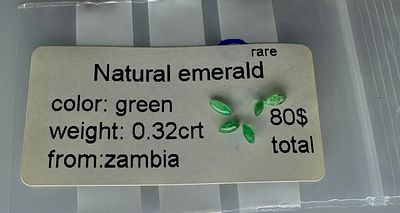 rare
Natural emerald
color: green
weight: 0.32crt
from:zambia
80$
total